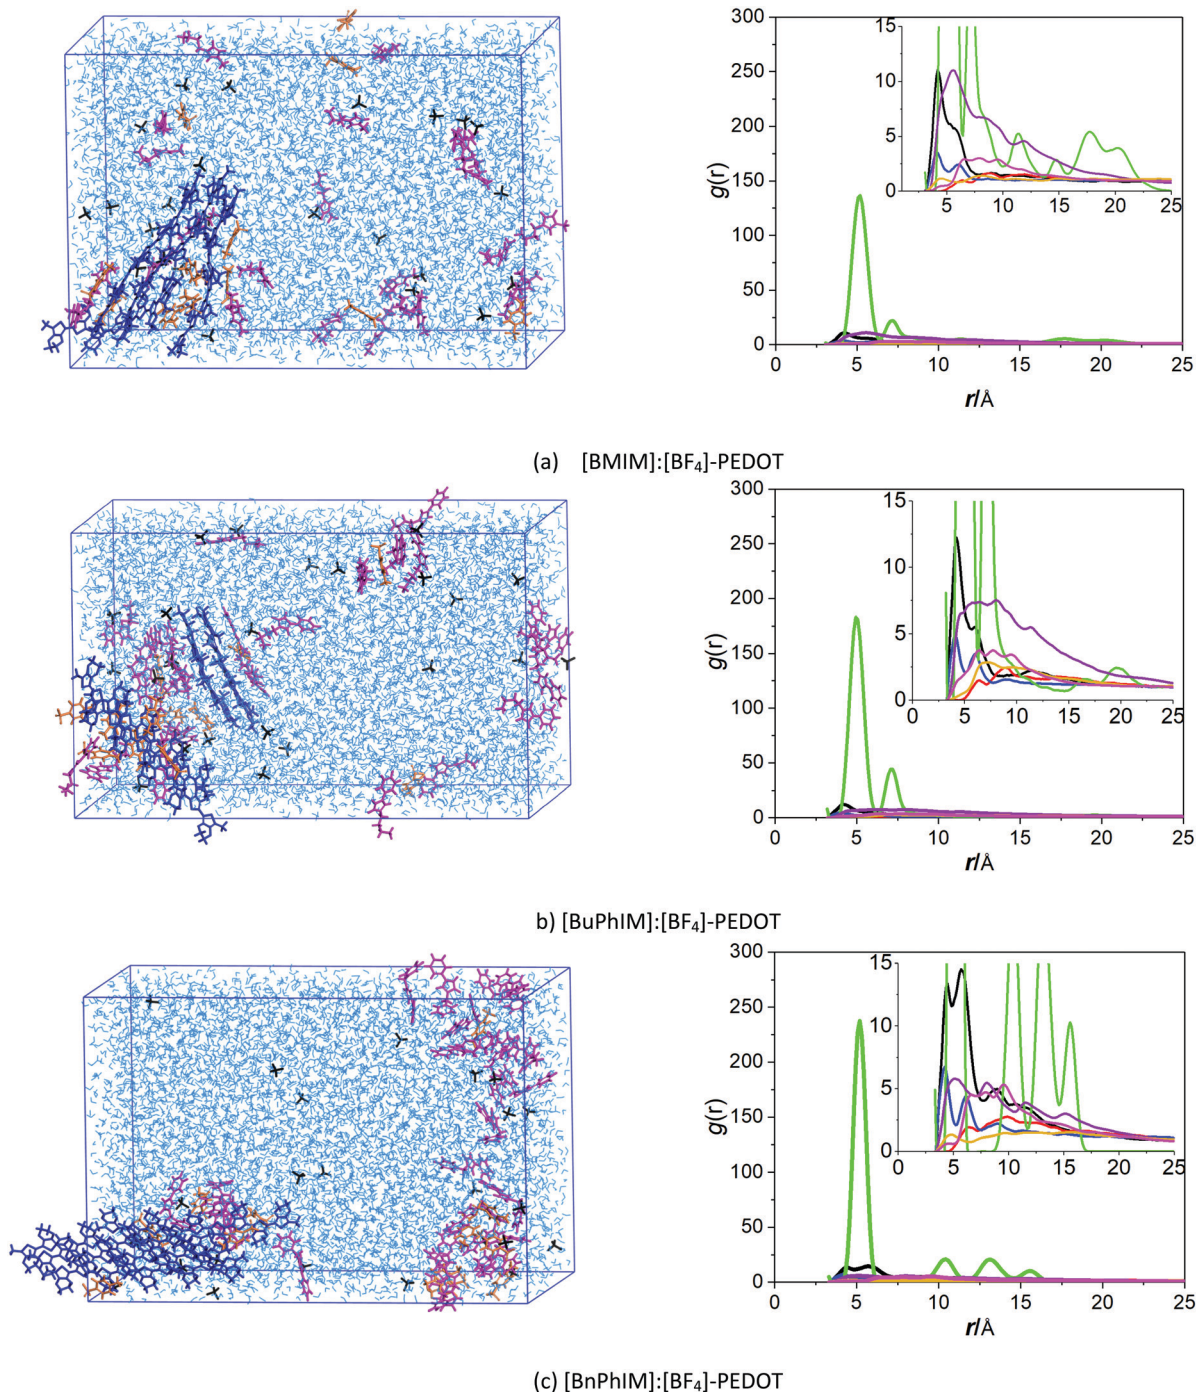 300
250
200
150
100
50
0
g(r)
15
10
5
0
5 10 15 20 25
0 5 10 15 20 25
r/Å
(a) [BMIM]:[BF₄]-PEDOT
300
250
200
150
100
50
0
g(r)
15
10
5
0
0 5 10 15 20 25
0 5 10 15 20 25
r/Å
b) [BuPhIM]:[BF₄]-PEDOT
300
250
200
150
100
50
0
g(r)
15
10
5
0
0 5 10 15 20 25
0 5 10 15 20 25
r/Å
(c) [BnPhIM]:[BF₄]-PEDOT